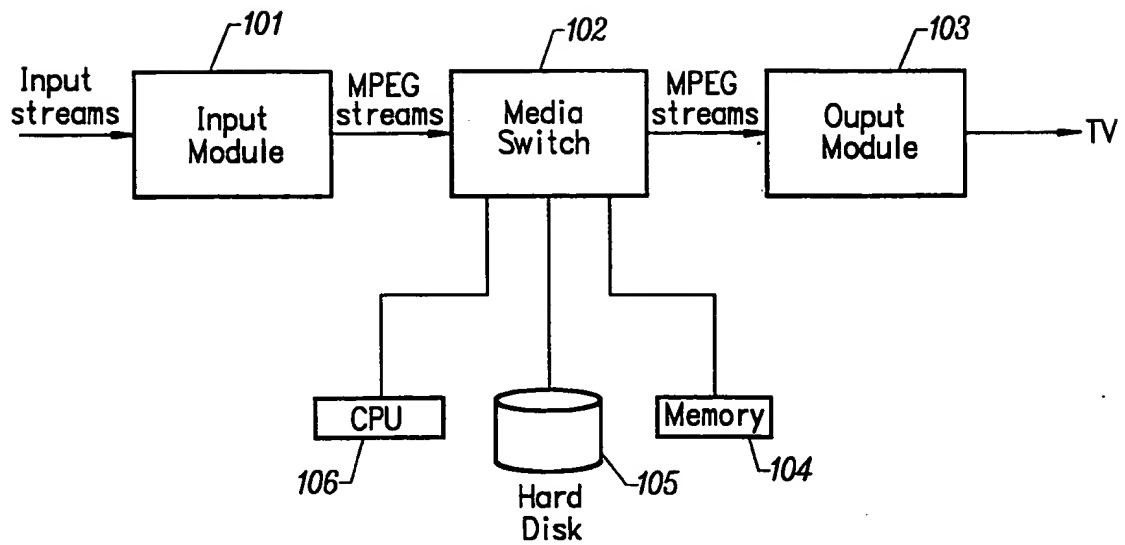 101
102
103
Input
streams
MPEG
streams
MPEG
streams
Input
Module
Media
Switch
Ouput
Module
TV
CPU
Memory
106
105
104
Hard
Disk